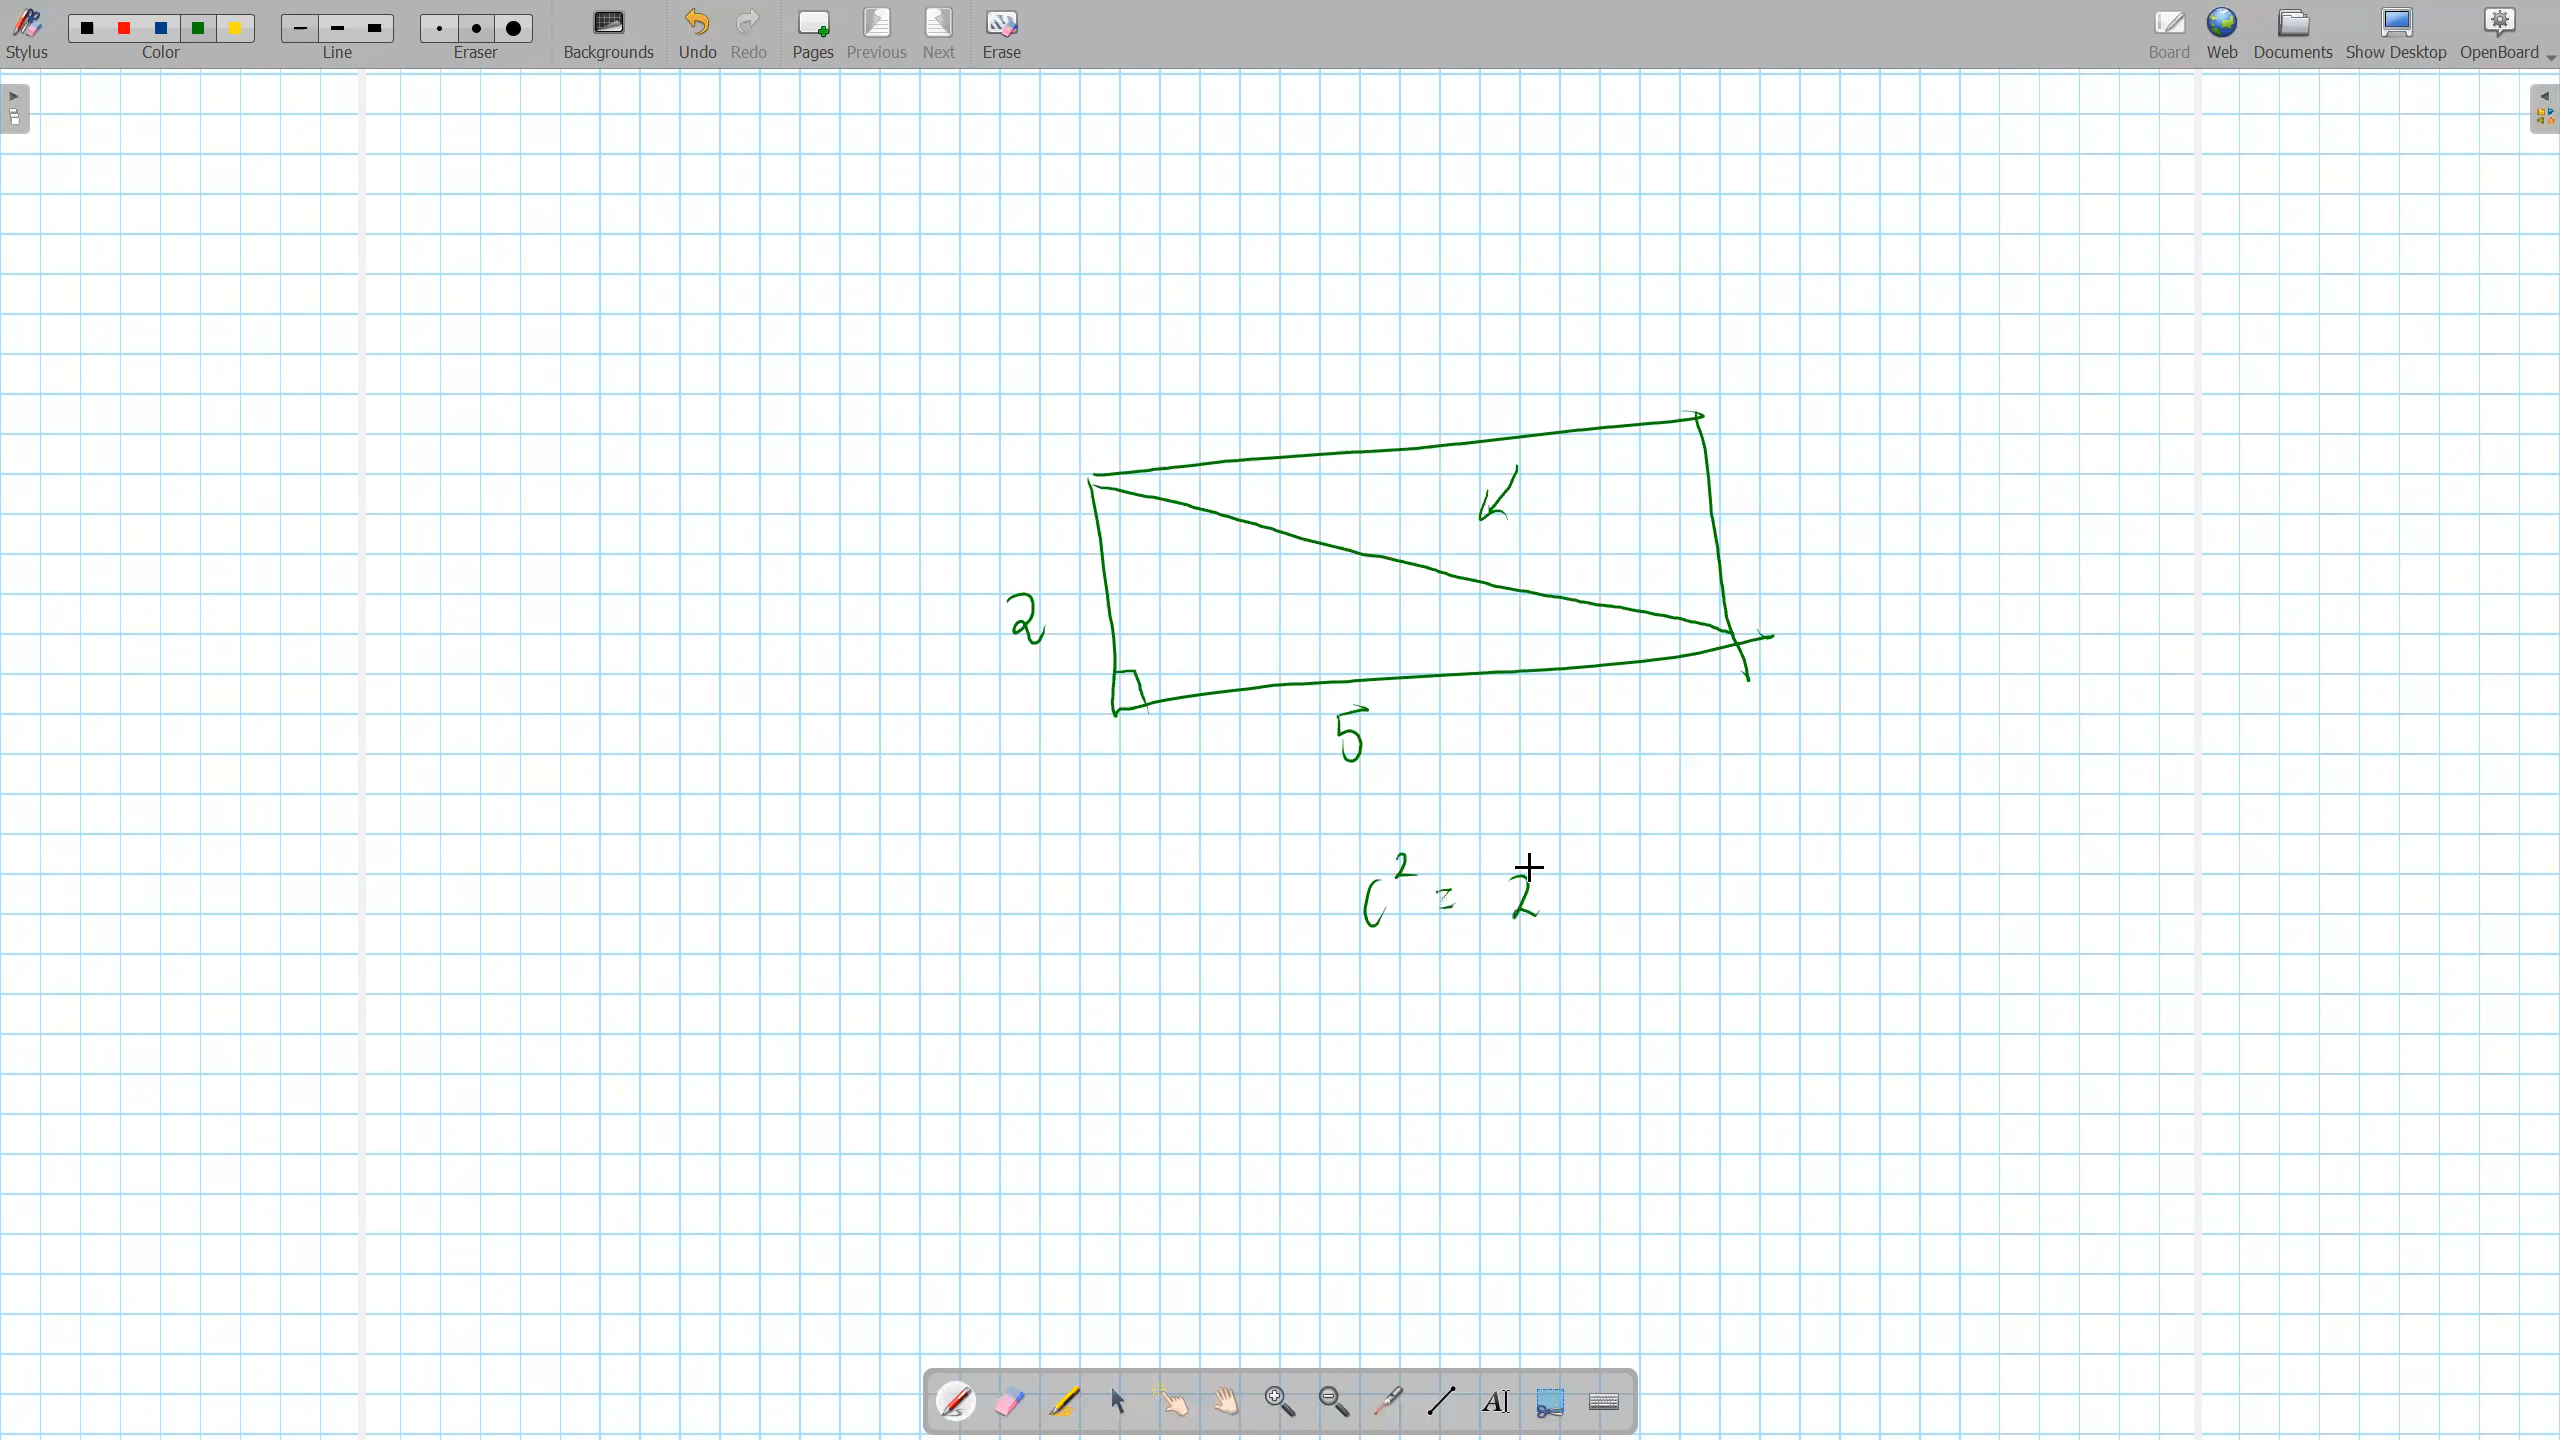 Stylus Color Line Eraser Backgrounds Undo Redo Pages Previous Next Erase Board Web Documents Show Desktop OpenBoard
2
5
c² = 2
AI